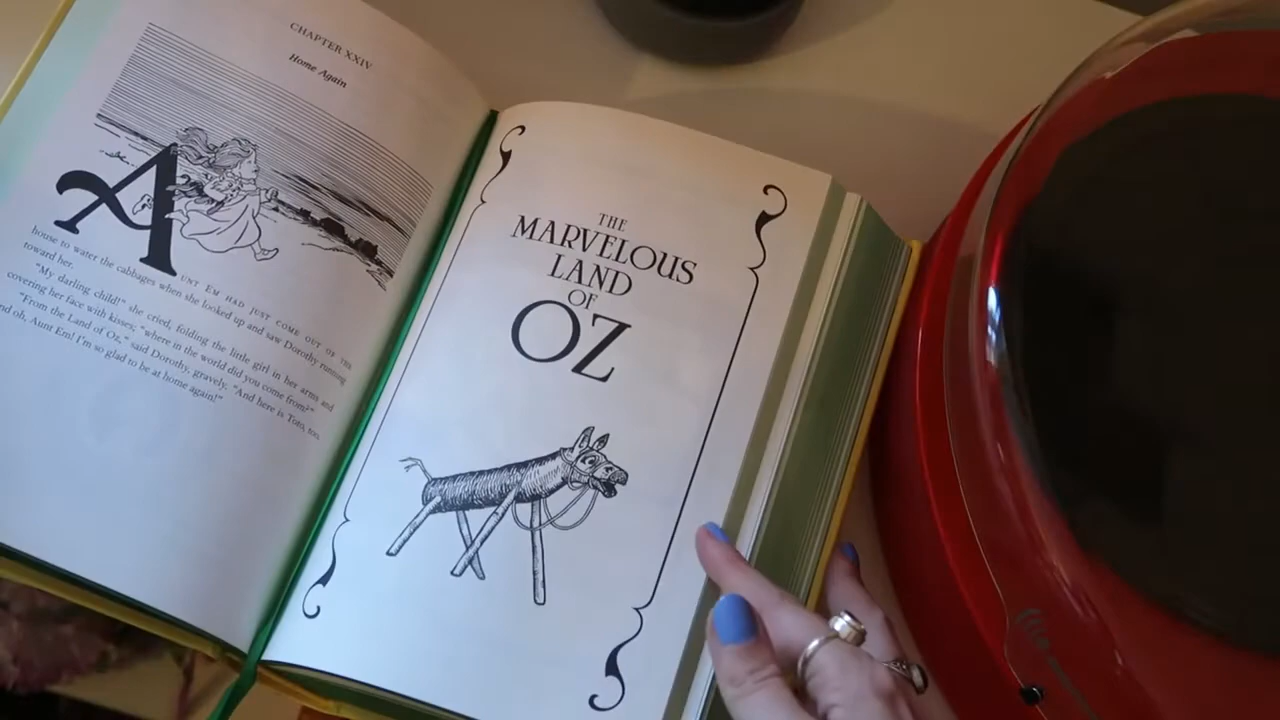 CHAPTER XXIV
Home Again
AUNT EM HAD JUST COME OUT OF THE
house to water the cabbages when she looked up and saw Dorothy running
toward her.
"My darling child!" she cried, folding the little girl in her arms and
covering her face with kisses; "where in the world did you come from?"
"From the Land of Oz," said Dorothy, gravely. "And here is Toto, too.
nd oh, Aunt Em! I'm so glad to be at home again!"
THE
MARVELOUS
LAND
OF
OZ